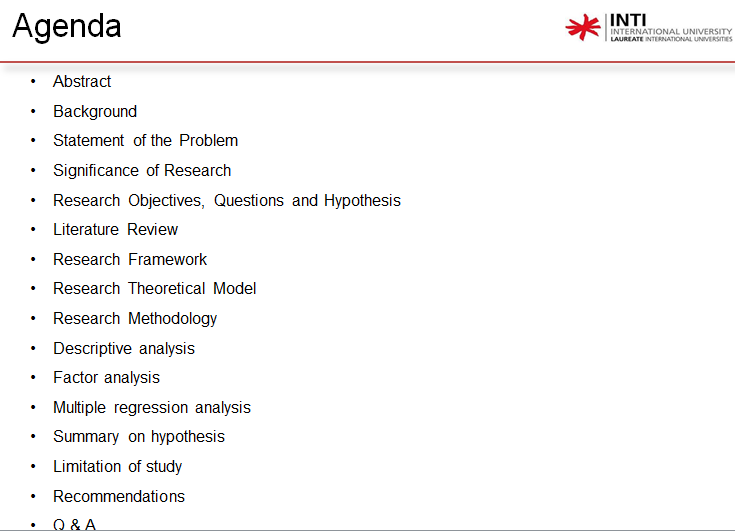 Agenda
INTI
INTERNATIONAL UNIVERSITY
LAUREATE INTERNATIONAL UNIVERSITIES
• Abstract
• Background
• Statement of the Problem
• Significance of Research
• Research Objectives, Questions and Hypothesis
• Literature Review
• Research Framework
• Research Theoretical Model
• Research Methodology
• Descriptive analysis
• Factor analysis
• Multiple regression analysis
• Summary on hypothesis
• Limitation of study
• Recommendations
• Q & A